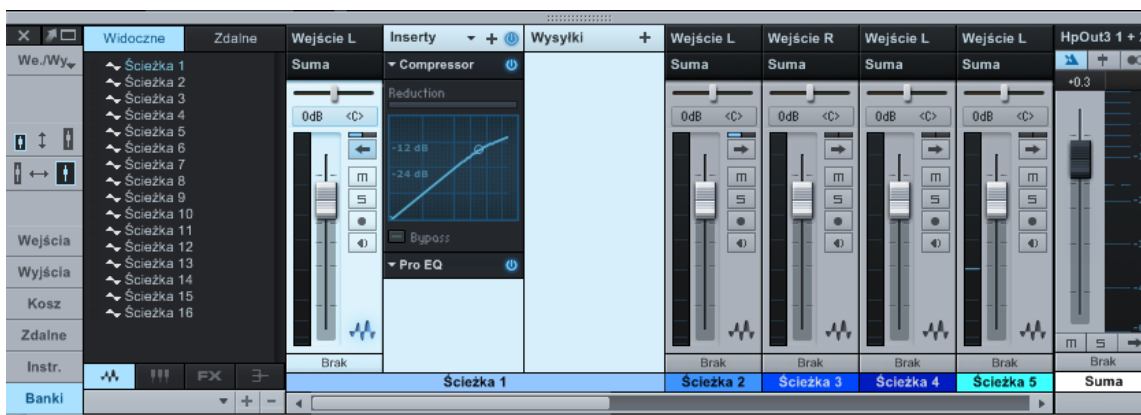 We./Wy.
Wejścia
Wyjścia
Kosz
Zdalne
Instr.
Banki
Widoczne Zdalne
Ścieżka 1
Ścieżka 2
Ścieżka 3
Ścieżka 4
Ścieżka 5
Ścieżka 6
Ścieżka 7
Ścieżka 8
Ścieżka 9
Ścieżka 10
Ścieżka 11
Ścieżka 12
Ścieżka 13
Ścieżka 14
Ścieżka 15
Ścieżka 16
FX
Wejście L
Suma
0dB <C>
M
S
Brak
Inserty
Compressor
Reduction
-12 dB
-24 dB
Bypass
Pro EQ
Wysyłki
Ścieżka 1
Wejście L
Suma
0dB <C>
M
S
Brak
Ścieżka 2
Wejście R
Suma
0dB <C>
M
S
Brak
Ścieżka 3
Wejście L
Suma
0dB <C>
M
S
Brak
Ścieżka 4
Wejście L
Suma
0dB <C>
M
S
Brak
Ścieżka 5
HpOut3 1 +
+0.3
M S
Brak
Suma